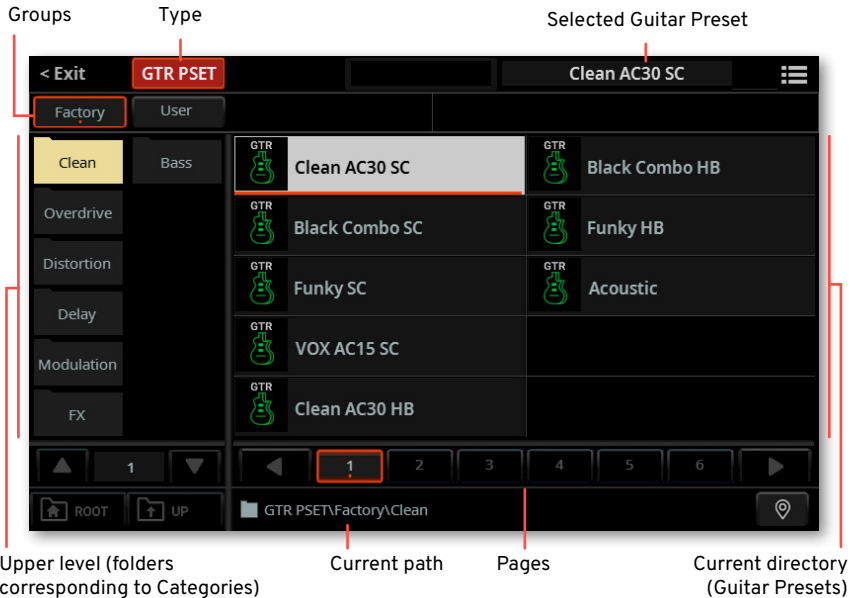 Groups
Type
Selected Guitar Preset
< Exit
GTR PSET
Clean AC30 SC
Factory
User
Clean
Bass
Overdrive
Distortion
Delay
Modulation
FX
GTR
Clean AC30 SC
GTR
Black Combo HB
GTR
Black Combo SC
GTR
Funky HB
GTR
Funky SC
GTR
Acoustic
GTR
VOX AC15 SC
GTR
Clean AC30 HB
1
1
2
3
4
5
6
ROOT
UP
GTR PSET\Factory\Clean
Upper level (folders
corresponding to Categories)
Current path
Pages
Current directory
(Guitar Presets)